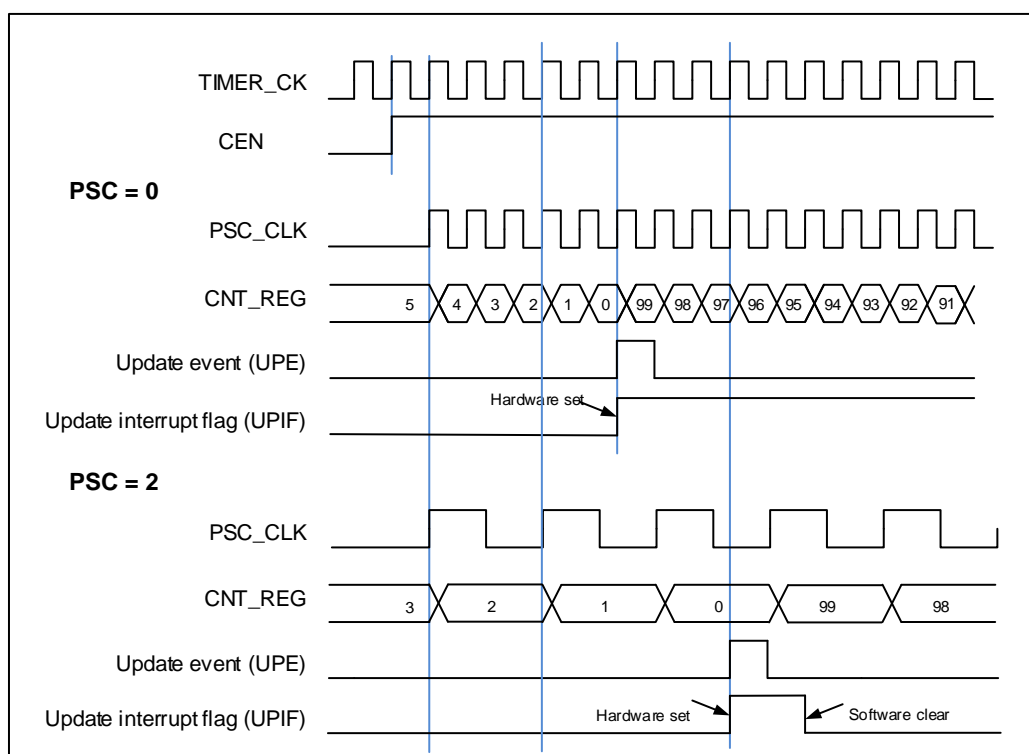 TIMER_CK
CEN
PSC = 0
PSC_CLK
CNT_REG 5 4 3 2 1 0 99 98 97 96 95 94 93 92 91
Update event (UPE)
Hardware set
Update interrupt flag (UPIF)
PSC = 2
PSC_CLK
CNT_REG 3 2 1 0 99 98
Update event (UPE)
Update interrupt flag (UPIF) Hardware set Software clear